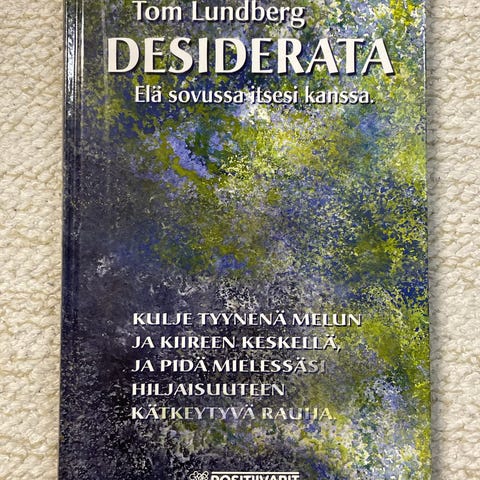 Tom Lundberg
DESIDERATA
Elä sovussa itsesi kanssa.
KULJE TYYNENÄ MELUN
JA KIIREEN KESKELLÄ,
JA PIDÄ MIELESSÄSI
HILJAISUUTEEN
KÄTKEYTYVÄ RAUHA.
POSITIIVARIT